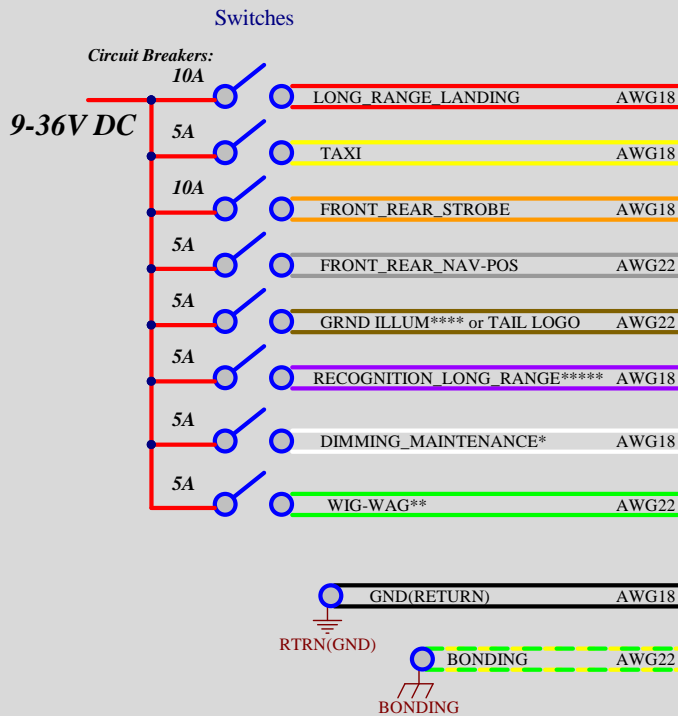 Switches
Circuit Breakers:
10A
LONG_RANGE_LANDING AWG18
9-36V DC
5A
TAXI AWG18
10A
FRONT_REAR_STROBE AWG18
5A
FRONT_REAR_NAV-POS AWG22
5A
GRND ILLUM**** or TAIL LOGO AWG22
5A
RECOGNITION_LONG_RANGE***** AWG18
5A
DIMMING_MAINTENANCE* AWG18
5A
WIG-WAG** AWG22
GND(RETURN) AWG18
RTRN(GND)
BONDING AWG22
BONDING